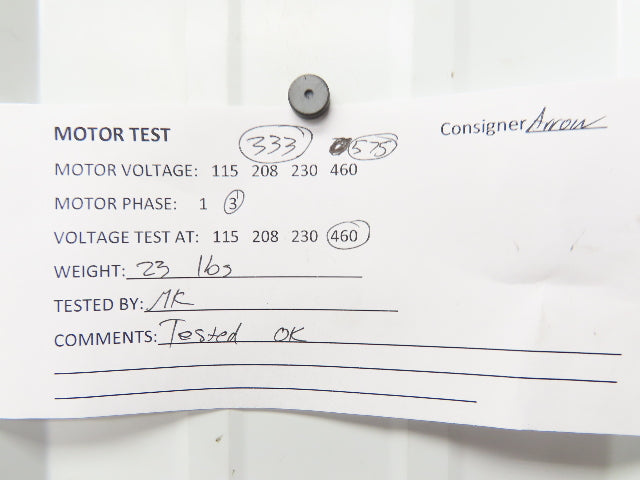 MOTOR TEST 333 575 Consigner Arrow
MOTOR VOLTAGE: 115 208 230 460
MOTOR PHASE: 1 3
VOLTAGE TEST AT: 115 208 230 460
WEIGHT: 23 lbs
TESTED BY: MK
COMMENTS: Tested OK